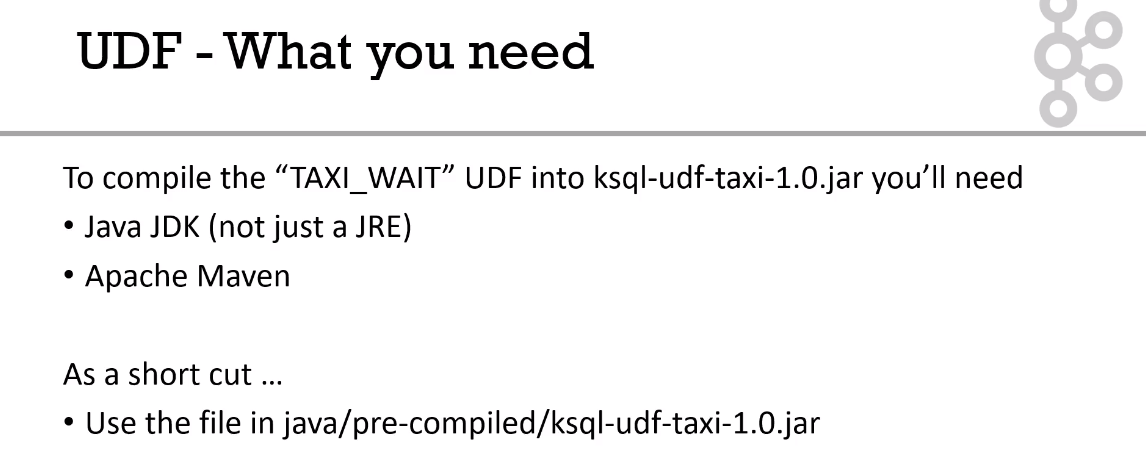 UDF - What you need
To compile the “TAXI_WAIT” UDF into ksql-udf-taxi-1.0.jar you’ll need
• Java JDK (not just a JRE)
• Apache Maven
As a short cut ...
• Use the file in java/pre-compiled/ksql-udf-taxi-1.0.jar